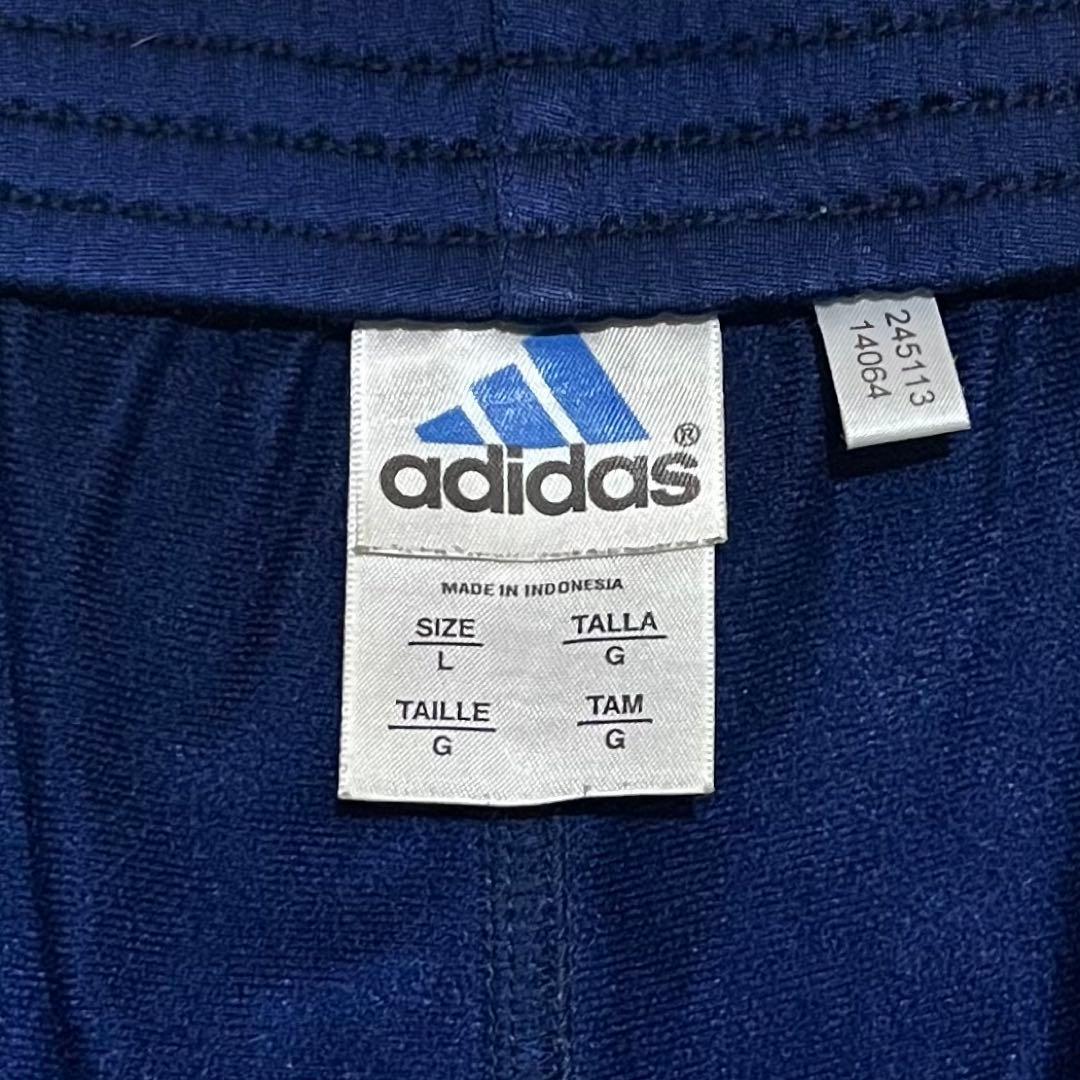 adidas®
MADE IN INDONESIA
SIZE TALLA
L G
TAILLE TAM
G G
245113
14064